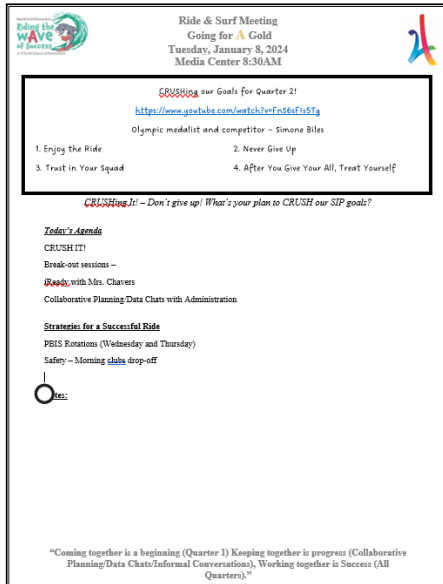 Riding the
wAve
of Success
Ride & Surf Meeting
Going for A Gold
Tuesday, January 8, 2024
Media Center 8:30AM
CRUSHing our Goals for Quarter 2!
https://www.youtube.com/watch?v=FnS6sF1s5Tg
Olympic medalist and competitor – Simone Biles
1. Enjoy the Ride 2. Never Give Up
3. Trust in Your Squad 4. After You Give Your All, Treat Yourself
CRUSHing It! – Don't give up! What's your plan to CRUSH our SIP goals?
Today's Agenda
CRUSH IT!
Break-out sessions –
iReady with Mrs. Chavers
Collaborative Planning/Data Chats with Administration
Strategies for a Successful Ride
PBIS Rotations (Wednesday and Thursday)
Safety – Morning clubs drop-off
tes:
"Coming together is a beginning (Quarter 1) Keeping together is progress (Collaborative
Planning/Data Chats/Informal Conversations), Working together is Success (All
Quarters)."